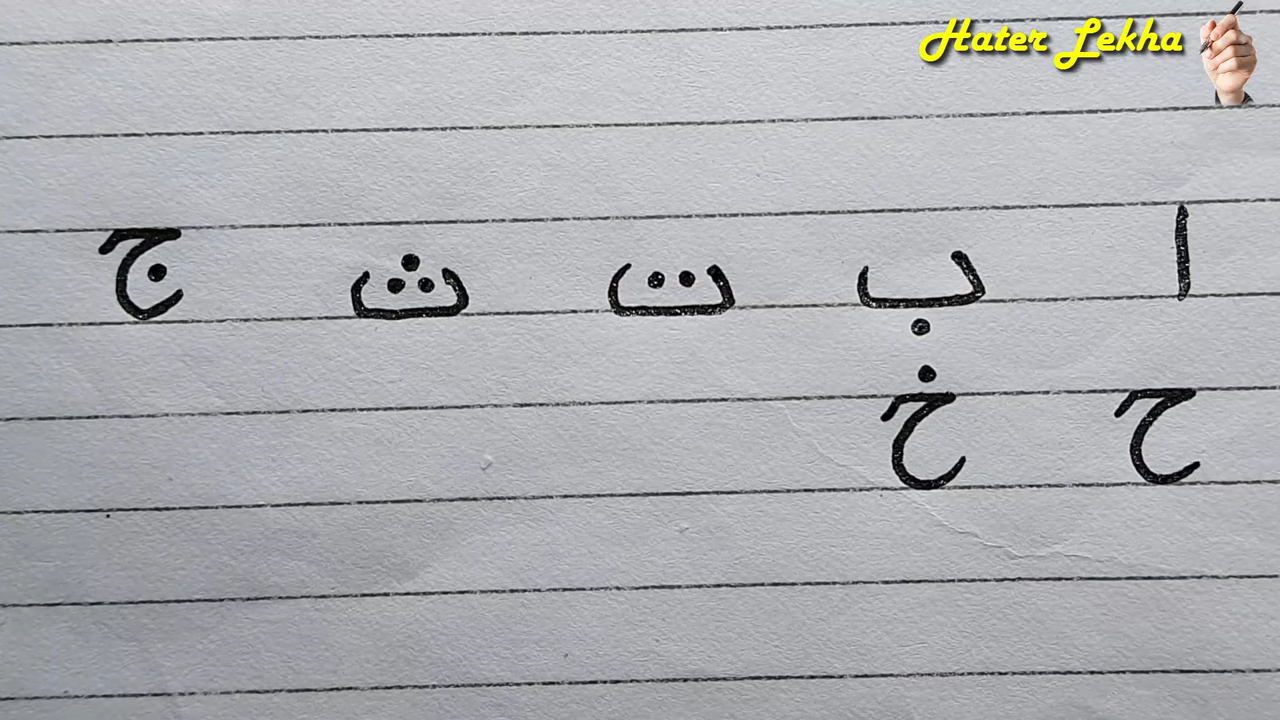 Hater Lekha
ا ب ت ث ج
ح خ